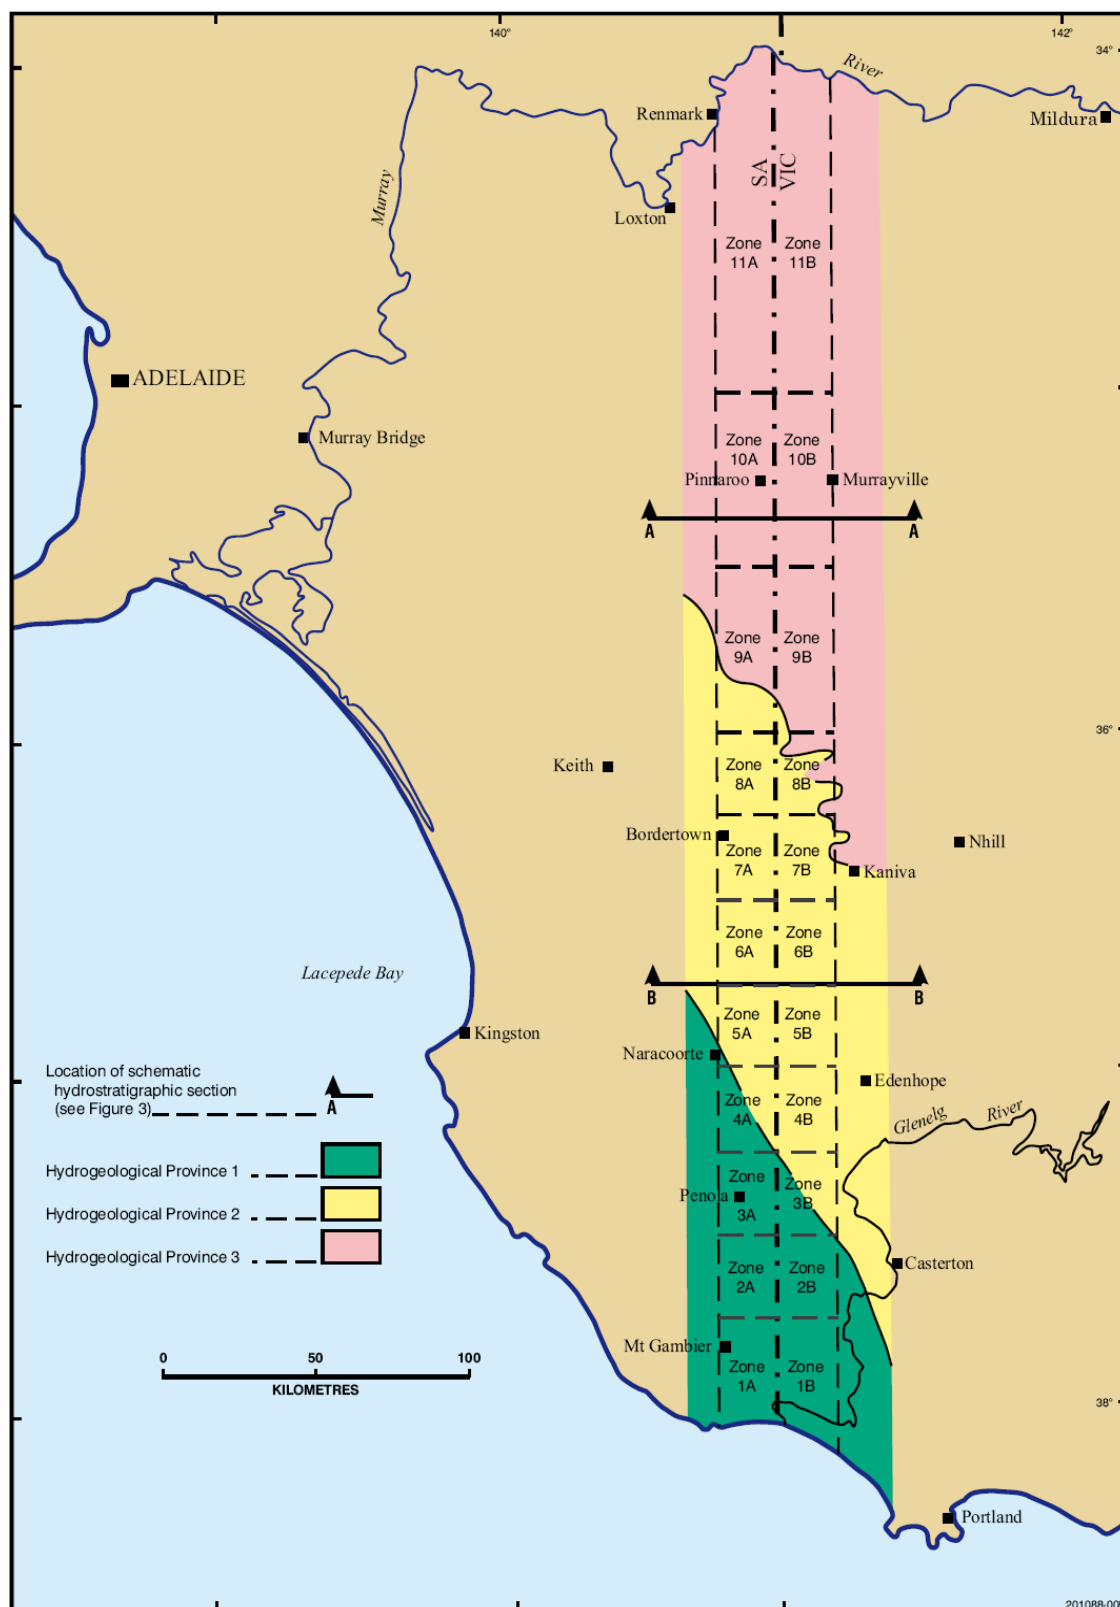 140°
142°
34°
River
Renmark
Mildura
SA
VIC
Murray
Loxton
Zone
11A
Zone
11B
ADELAIDE
Murray Bridge
Zone
10A
Zone
10B
Pinnaroo
Murrayville
A
A
Zone
9A
Zone
9B
36°
Keith
Zone
8A
Zone
8B
Bordertown
Nhill
Zone
7A
Zone
7B
Kaniva
Zone
6A
Zone
6B
Lacepede Bay
B
B
Zone
5A
Zone
5B
Kingston
Naracoorte
Edenhope
Zone
4A
Zone
4B
Glenelg River
Location of schematic
hydrostratigraphic section
(see Figure 3)
A
Hydrogeological Province 1
Hydrogeological Province 2
Hydrogeological Province 3
Zone
3A
Zone
3B
Penola
Zone
2A
Zone
2B
Casterton
Mt Gambier
Zone
1A
Zone
1B
0 50 100
KILOMETRES
38°
Portland